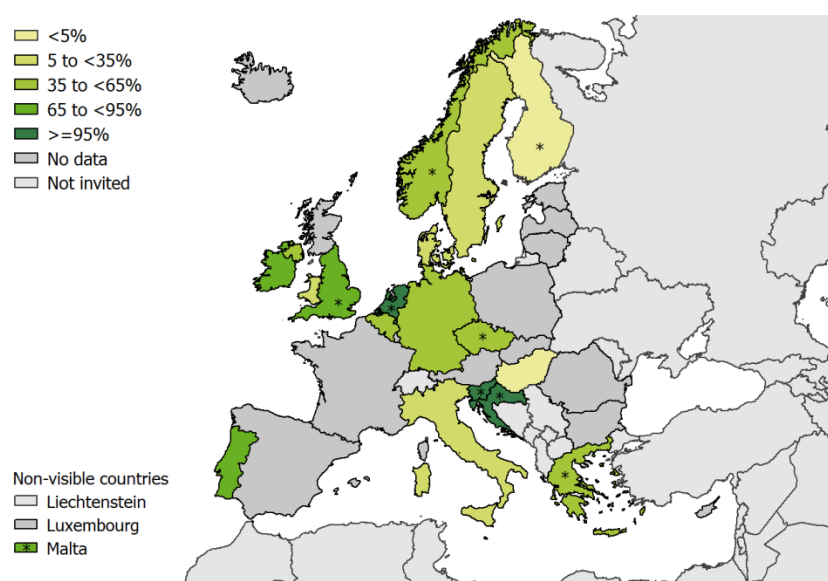 <5%
5 to <35%
35 to <65%
65 to <95%
>=95%
No data
Not invited
Non-visible countries
Liechtenstein
Luxembourg
* Malta